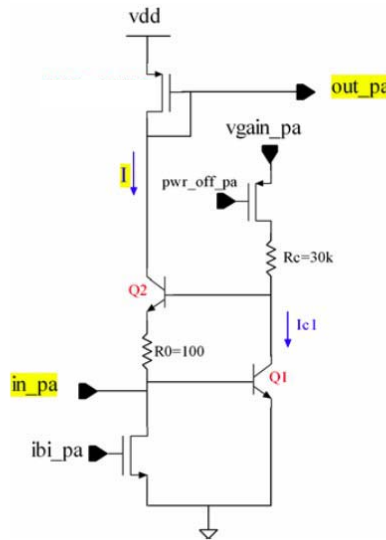 vdd
out_pa
vgain_pa
I
pwr_off_pa
Rc=30k
Q2
Ic1
R0=100
in_pa
Q1
ibi_pa